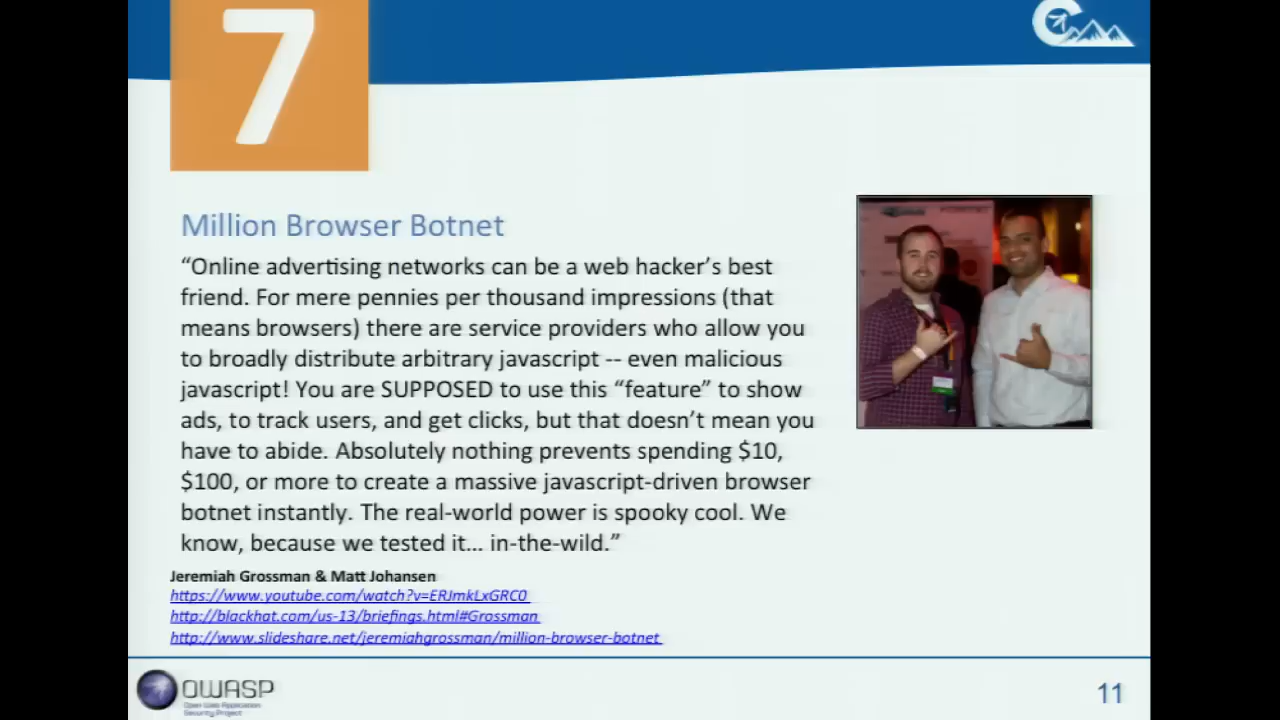 7
Million Browser Botnet
“Online advertising networks can be a web hacker’s best
friend. For mere pennies per thousand impressions (that
means browsers) there are service providers who allow you
to broadly distribute arbitrary javascript -- even malicious
javascript! You are SUPPOSED to use this “feature” to show
ads, to track users, and get clicks, but that doesn’t mean you
have to abide. Absolutely nothing prevents spending $10,
$100, or more to create a massive javascript-driven browser
botnet instantly. The real-world power is spooky cool. We
know, because we tested it… in-the-wild.”
Jeremiah Grossman & Matt Johansen
https://www.youtube.com/watch?v=ERJmkLxGRC0
http://blackhat.com/us-13/briefings.html#Grossman
http://www.slideshare.net/jeremiahgrossman/million-browser-botnet
OWASP
Open Web Application
Security Project
11